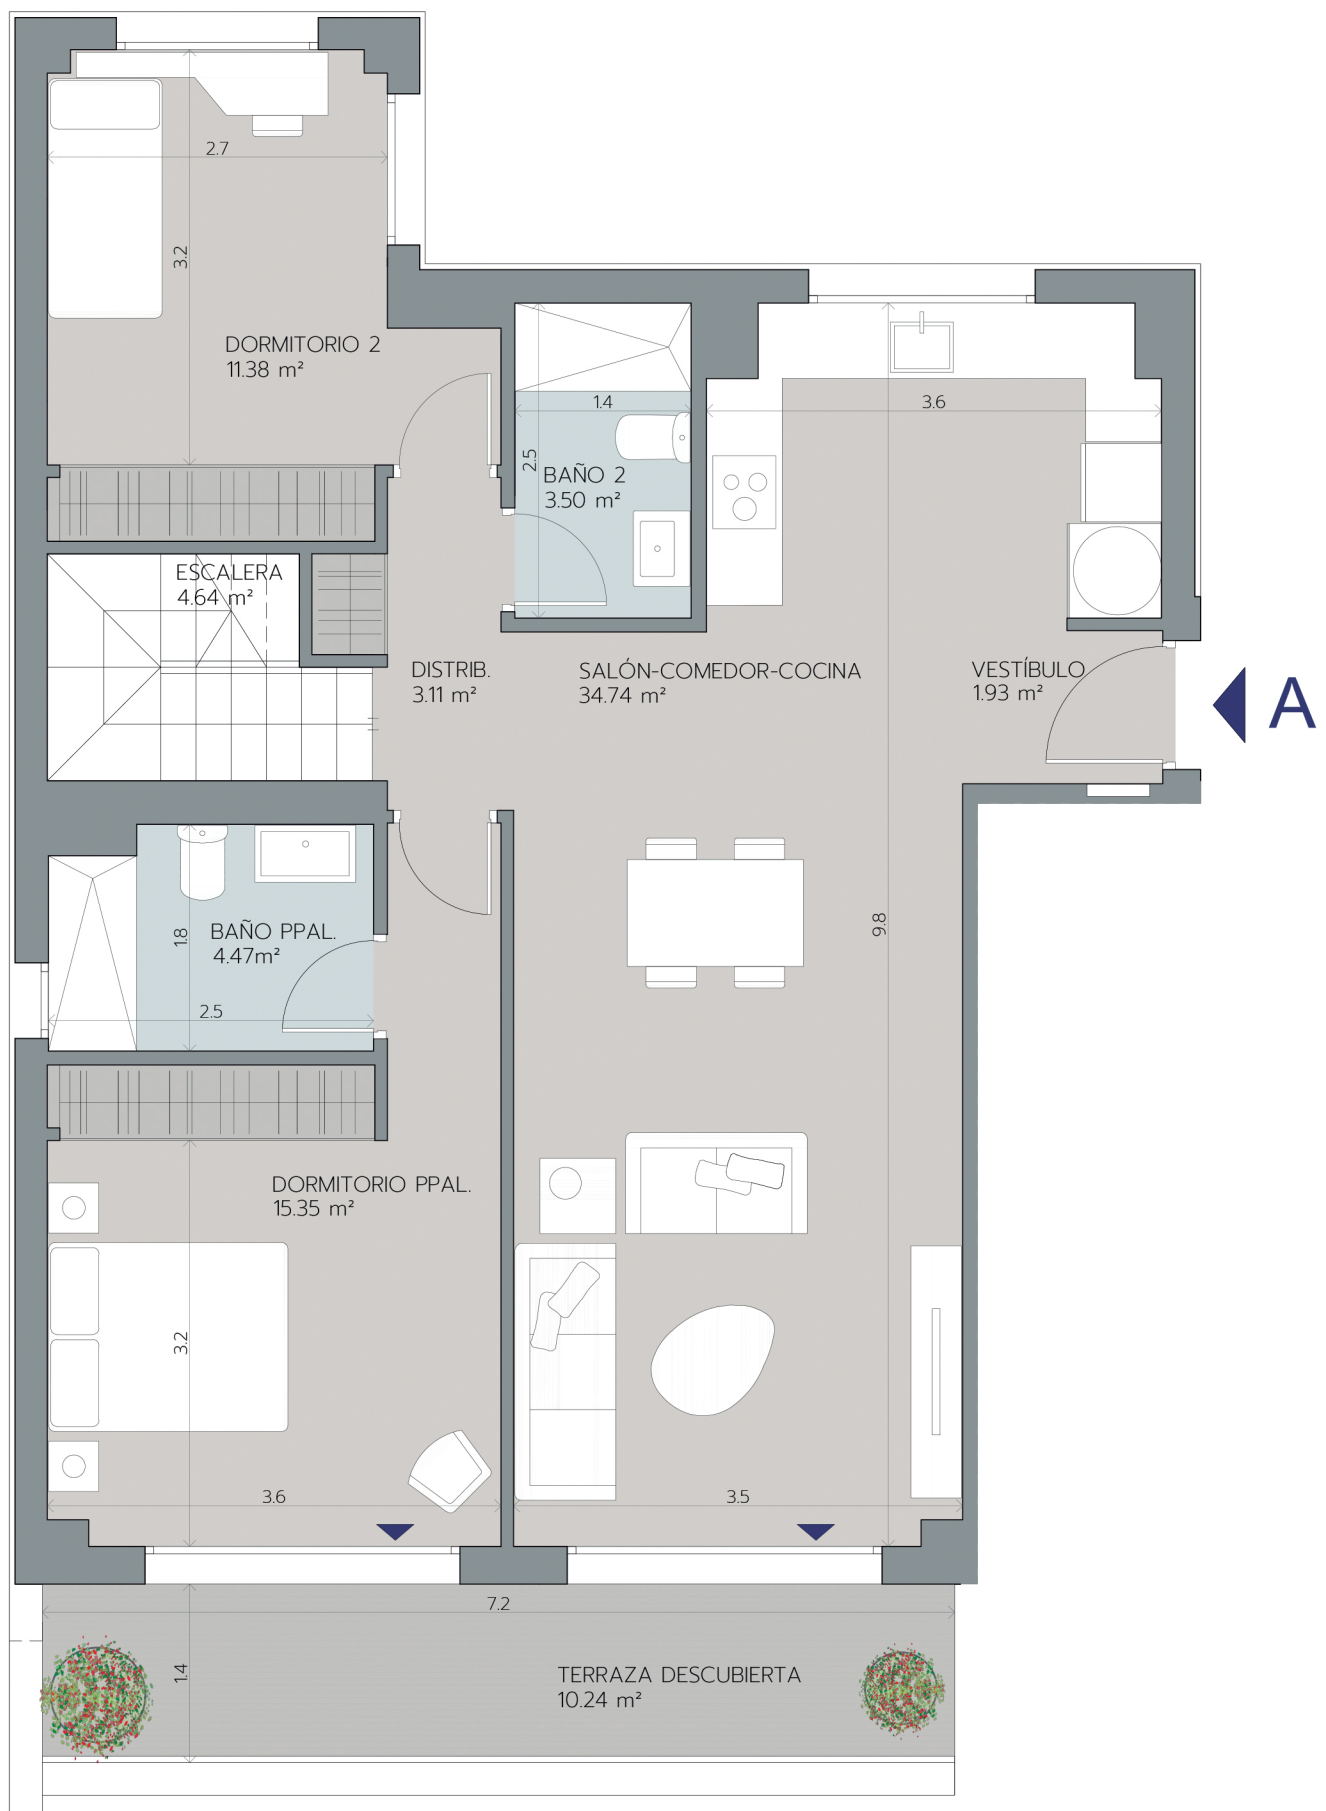 2.7
3.2
DORMITORIO 2
11.38 m²
1.4
2.5
BAÑO 2
3.50 m²
3.6
ESCALERA
4.64 m²
DISTRIB.
3.11 m²
SALÓN-COMEDOR-COCINA
34.74 m²
VESTÍBULO
1.93 m²
A
1.8
BAÑO PPAL.
4.47m²
2.5
9.8
DORMITORIO PPAL.
15.35 m²
3.2
3.6
3.5
7.2
1.4
TERRAZA DESCUBIERTA
10.24 m²